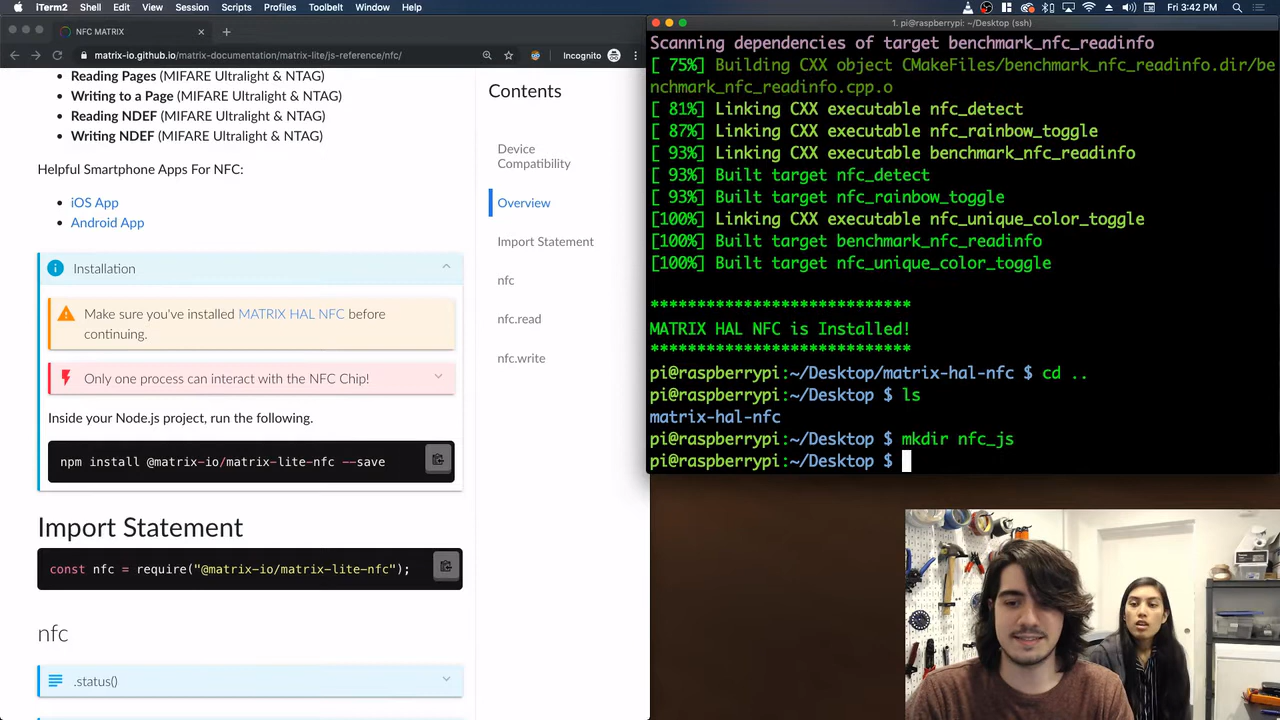 iTerm2 Shell Edit View Session Scripts Profiles Toolbelt Window Help
Fri 3:42 PM
NFC MATRIX
matrix-io.github.io/matrix-documentation/matrix-lite/js-reference/nfc/
Incognito
Reading Pages (MIFARE Ultralight & NTAG)
Writing to a Page (MIFARE Ultralight & NTAG)
Reading NDEF (MIFARE Ultralight & NTAG)
Writing NDEF (MIFARE Ultralight & NTAG)
Helpful Smartphone Apps For NFC:
iOS App
Android App
Installation
Make sure you've installed MATRIX HAL NFC before
continuing.
Only one process can interact with the NFC Chip!
Inside your Node.js project, run the following.
npm install @matrix-io/matrix-lite-nfc --save
Import Statement
const nfc = require("@matrix-io/matrix-lite-nfc");
nfc
.status()
Contents
Device
Compatibility
Overview
Import Statement
nfc
nfc.read
nfc.write
1. pi@raspberrypi: ~/Desktop (ssh)
Scanning dependencies of target benchmark_nfc_readinfo
[ 75%] Building CXX object CMakeFiles/benchmark_nfc_readinfo.dir/be
nchmark_nfc_readinfo.cpp.o
[ 81%] Linking CXX executable nfc_detect
[ 87%] Linking CXX executable nfc_rainbow_toggle
[ 93%] Linking CXX executable benchmark_nfc_readinfo
[ 93%] Built target nfc_detect
[ 93%] Built target nfc_rainbow_toggle
[100%] Linking CXX executable nfc_unique_color_toggle
[100%] Built target benchmark_nfc_readinfo
[100%] Built target nfc_unique_color_toggle
****************************
MATRIX HAL NFC is Installed!
****************************
pi@raspberrypi:~/Desktop/matrix-hal-nfc $ cd ..
pi@raspberrypi:~/Desktop $ ls
matrix-hal-nfc
pi@raspberrypi:~/Desktop $ mkdir nfc_js
pi@raspberrypi:~/Desktop $